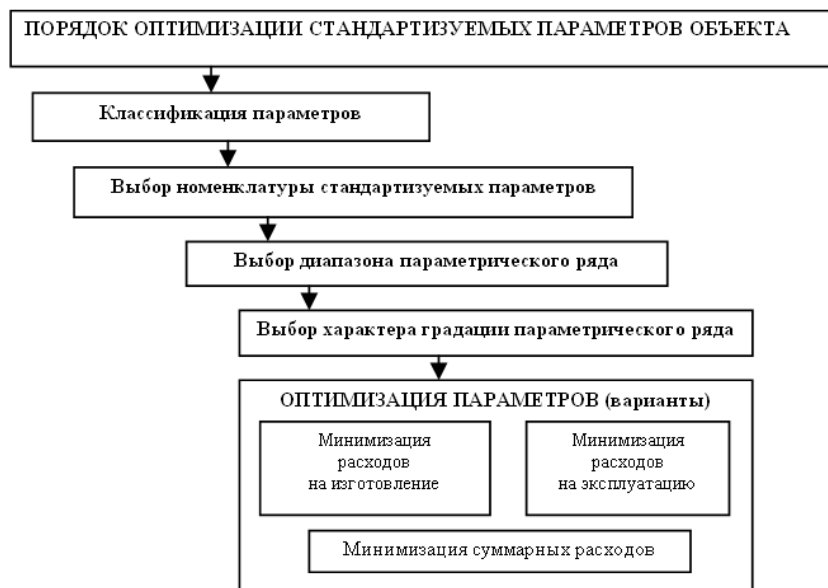 ПОРЯДОК ОПТИМИЗАЦИИ СТАНДАРТИЗУЕМЫХ ПАРАМЕТРОВ ОБЪЕКТА
Классификация параметров
Выбор номенклатуры стандартизуемых параметров
Выбор диапазона параметрического ряда
Выбор характера градации параметрического ряда
ОПТИМИЗАЦИЯ ПАРАМЕТРОВ (варианты)
Минимизация
расходов
на изготовление
Минимизация
расходов
на эксплуатацию
Минимизация суммарных расходов